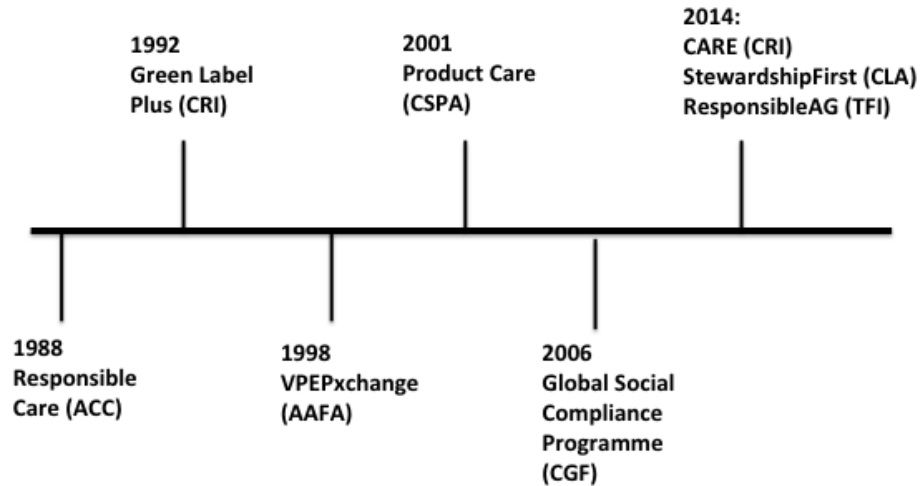 1992
Green Label
Plus (CRI)
2001
Product Care
(CSPA)
2014:
CARE (CRI)
StewardshipFirst (CLA)
ResponsibleAG (TFI)
1988
Responsible
Care (ACC)
1998
VPEPxchange
(AAFA)
2006
Global Social
Compliance
Programme
(CGF)